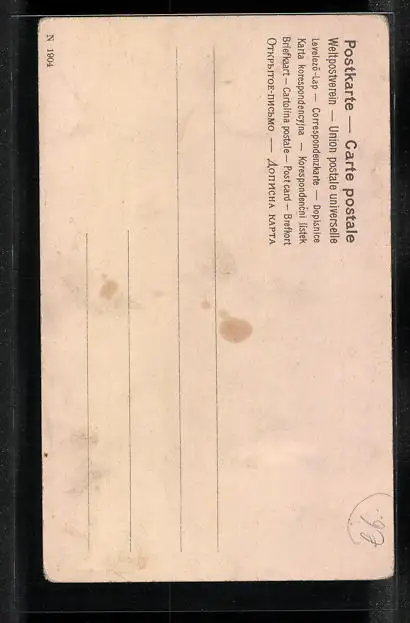 Postkarte — Carte postale
Weltpostverein — Union postale universelle
Levelező-Lap — Correspondenzkarte — Dopisnice
Karta korespondencyjna — Korespondenční lístek
Briefkaart — Cartolina postale — Post card — Brefkort
Открытое-письмо — Дописна карта
N 1904